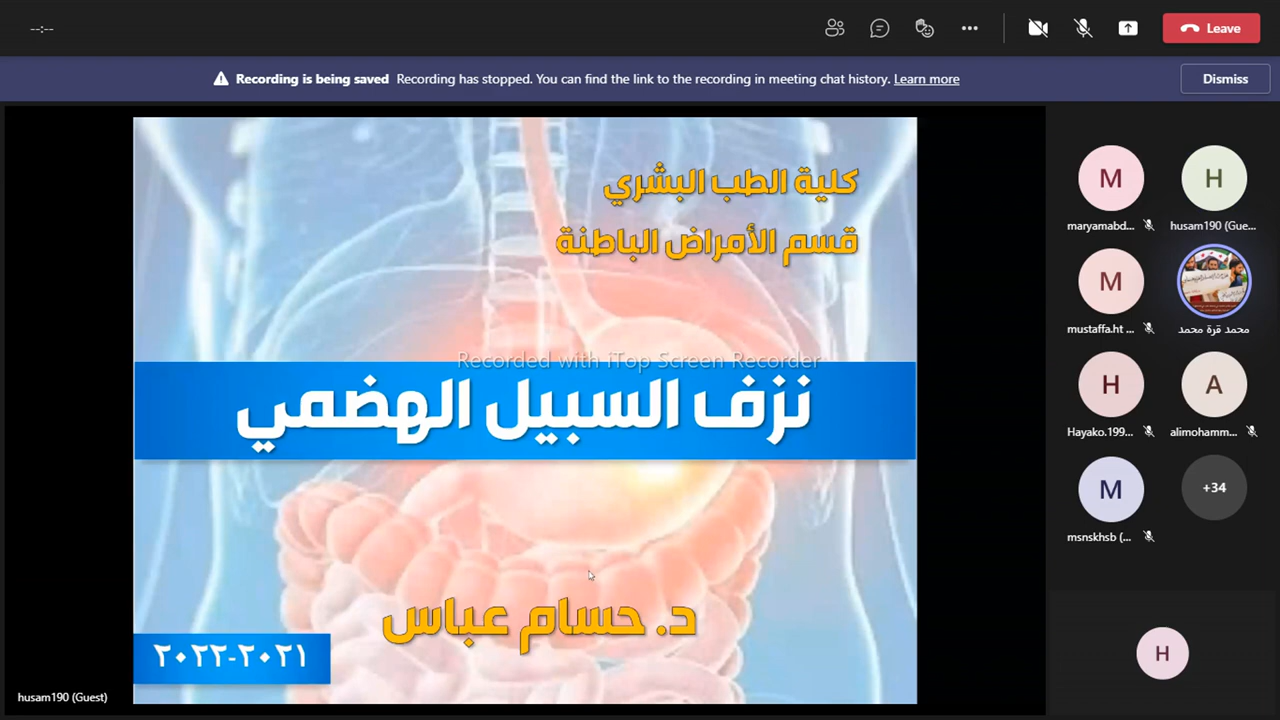 --:--
Leave
Recording is being saved Recording has stopped. You can find the link to the recording in meeting chat history. Learn more
Dismiss
كلية الطب البشري
قسم الأمراض الباطنة
Recorded with iTop Screen Recorder
نزف السبيل الهضمي
د. حسام عباس
٢٠٢١-٢٠٢٢
husam190 (Guest)
M
maryamabd...
H
husam190 (Gue...
M
mustaffa.ht ...
محمد قرة محمد
H
Hayako.199...
A
alimohamm...
M
msnskhsb (...
+34
H